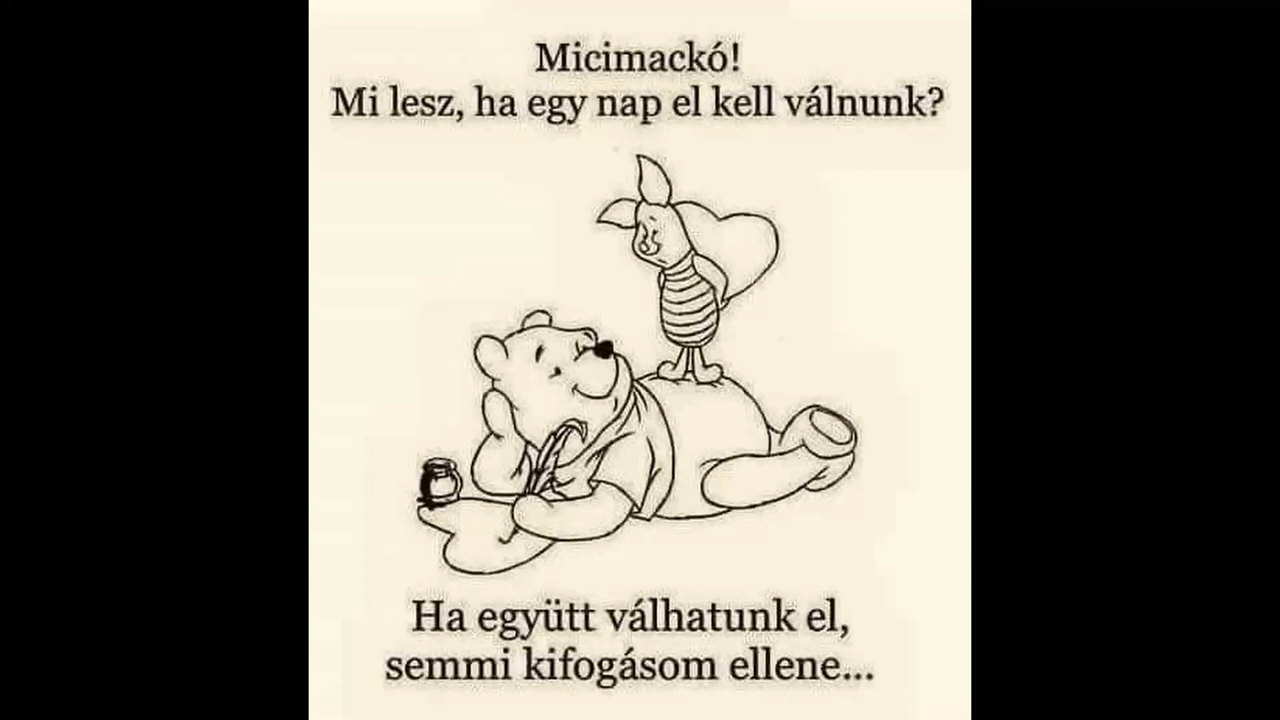 Micimackó!
Mi lesz, ha egy nap el kell válnunk?
Ha együtt válhatunk el,
semmi kifogásom ellene...